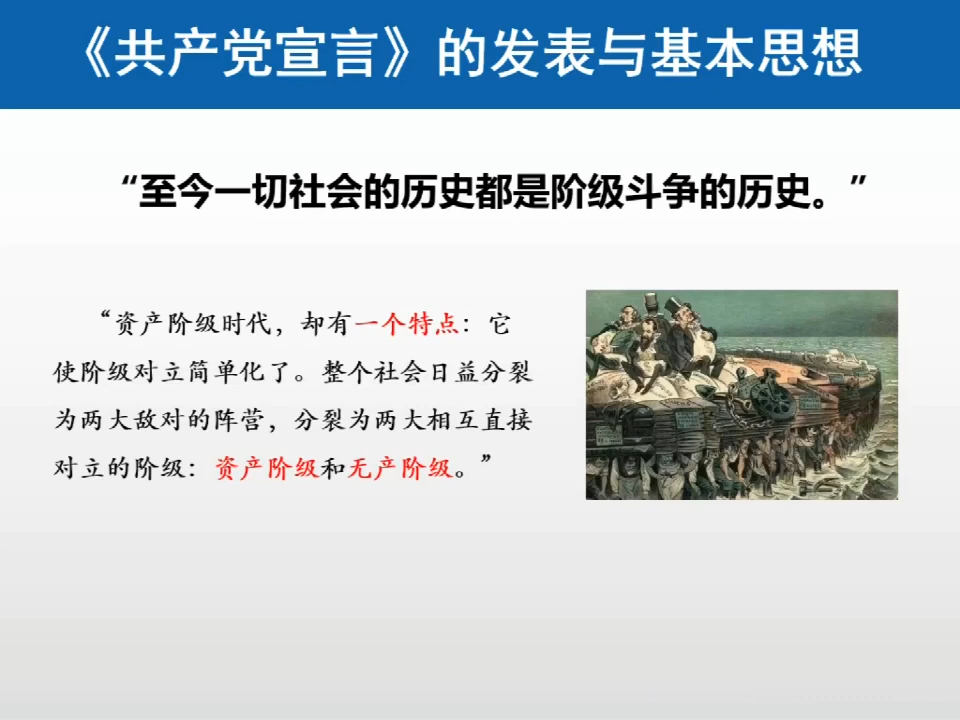 《共产党宣言》的发表与基本思想
“至今一切社会的历史都是阶级斗争的历史。”
“资产阶级时代，却有一个特点：它
使阶级对立简单化了。整个社会日益分裂
为两大敌对的阵营，分裂为两大相互直接
对立的阶级：资产阶级和无产阶级。”